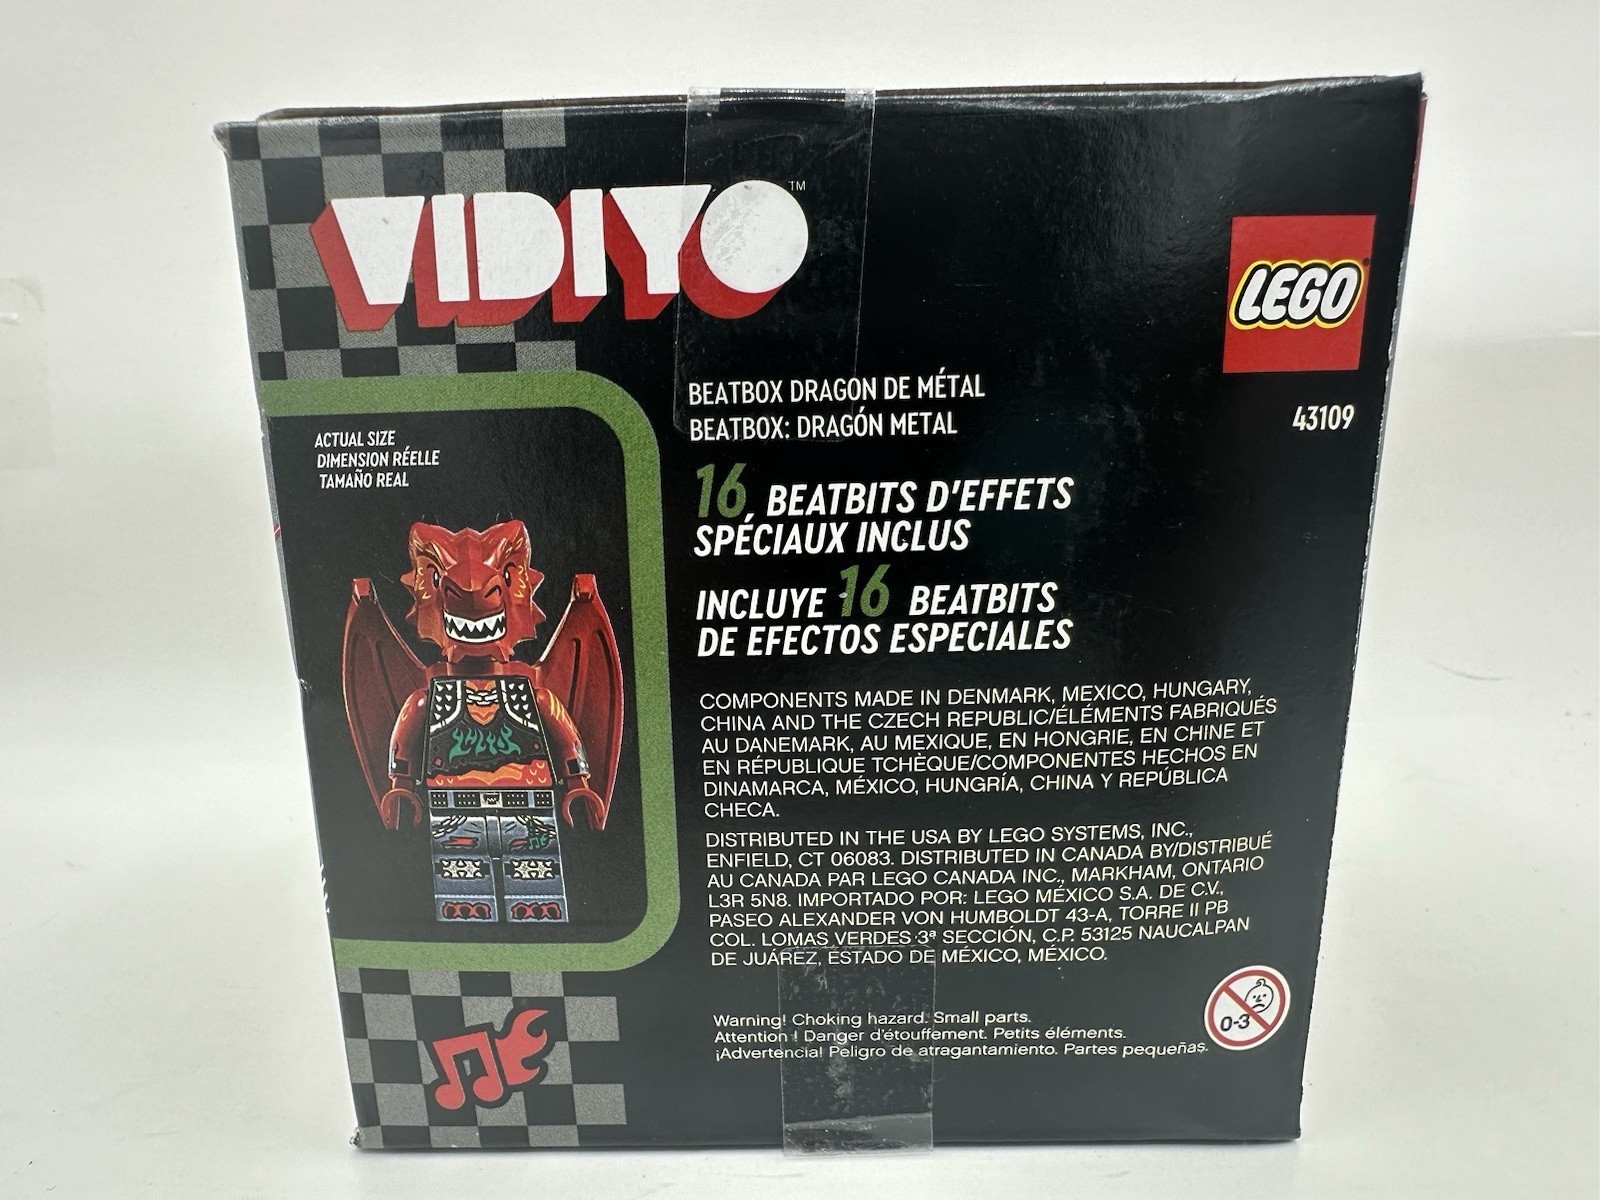 VIDIYO™
LEGO®
43109
BEATBOX DRAGON DE MÉTAL
BEATBOX: DRAGÓN METAL
ACTUAL SIZE
DIMENSION RÉELLE
TAMAÑO REAL
16 BEATBITS D'EFFETS
SPÉCIAUX INCLUS
INCLUYE 16 BEATBITS
DE EFECTOS ESPECIALES
COMPONENTS MADE IN DENMARK, MEXICO, HUNGARY,
CHINA AND THE CZECH REPUBLIC/ÉLÉMENTS FABRIQUÉS
AU DANEMARK, AU MEXIQUE, EN HONGRIE, EN CHINE ET
EN RÉPUBLIQUE TCHÈQUE/COMPONENTES HECHOS EN
DINAMARCA, MÉXICO, HUNGRÍA, CHINA Y REPÚBLICA
CHECA.
DISTRIBUTED IN THE USA BY LEGO SYSTEMS, INC.,
ENFIELD, CT 06083. DISTRIBUTED IN CANADA BY/DISTRIBUÉ
AU CANADA PAR LEGO CANADA INC., MARKHAM, ONTARIO
L3R 5N8. IMPORTADO POR: LEGO MÉXICO S.A. DE C.V.,
PASEO ALEXANDER VON HUMBOLDT 43-A, TORRE II PB
COL. LOMAS VERDES 3ª SECCIÓN, C.P. 53125 NAUCALPAN
DE JUÁREZ, ESTADO DE MÉXICO, MÉXICO.
Warning! Choking hazard. Small parts.
Attention ! Danger d'étouffement. Petits éléments.
¡Advertencia! Peligro de atragantamiento. Partes pequeñas.
0-3